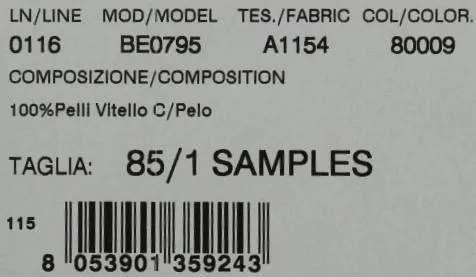 LN/LINE MOD/MODEL TES./FABRIC COL/COLOR.
0116 BE0795 A1154 80009
COMPOSIZIONE/COMPOSITION
100%Pelli Vitello C/Pelo
TAGLIA: 85/1 SAMPLES
115
8 053901 359243